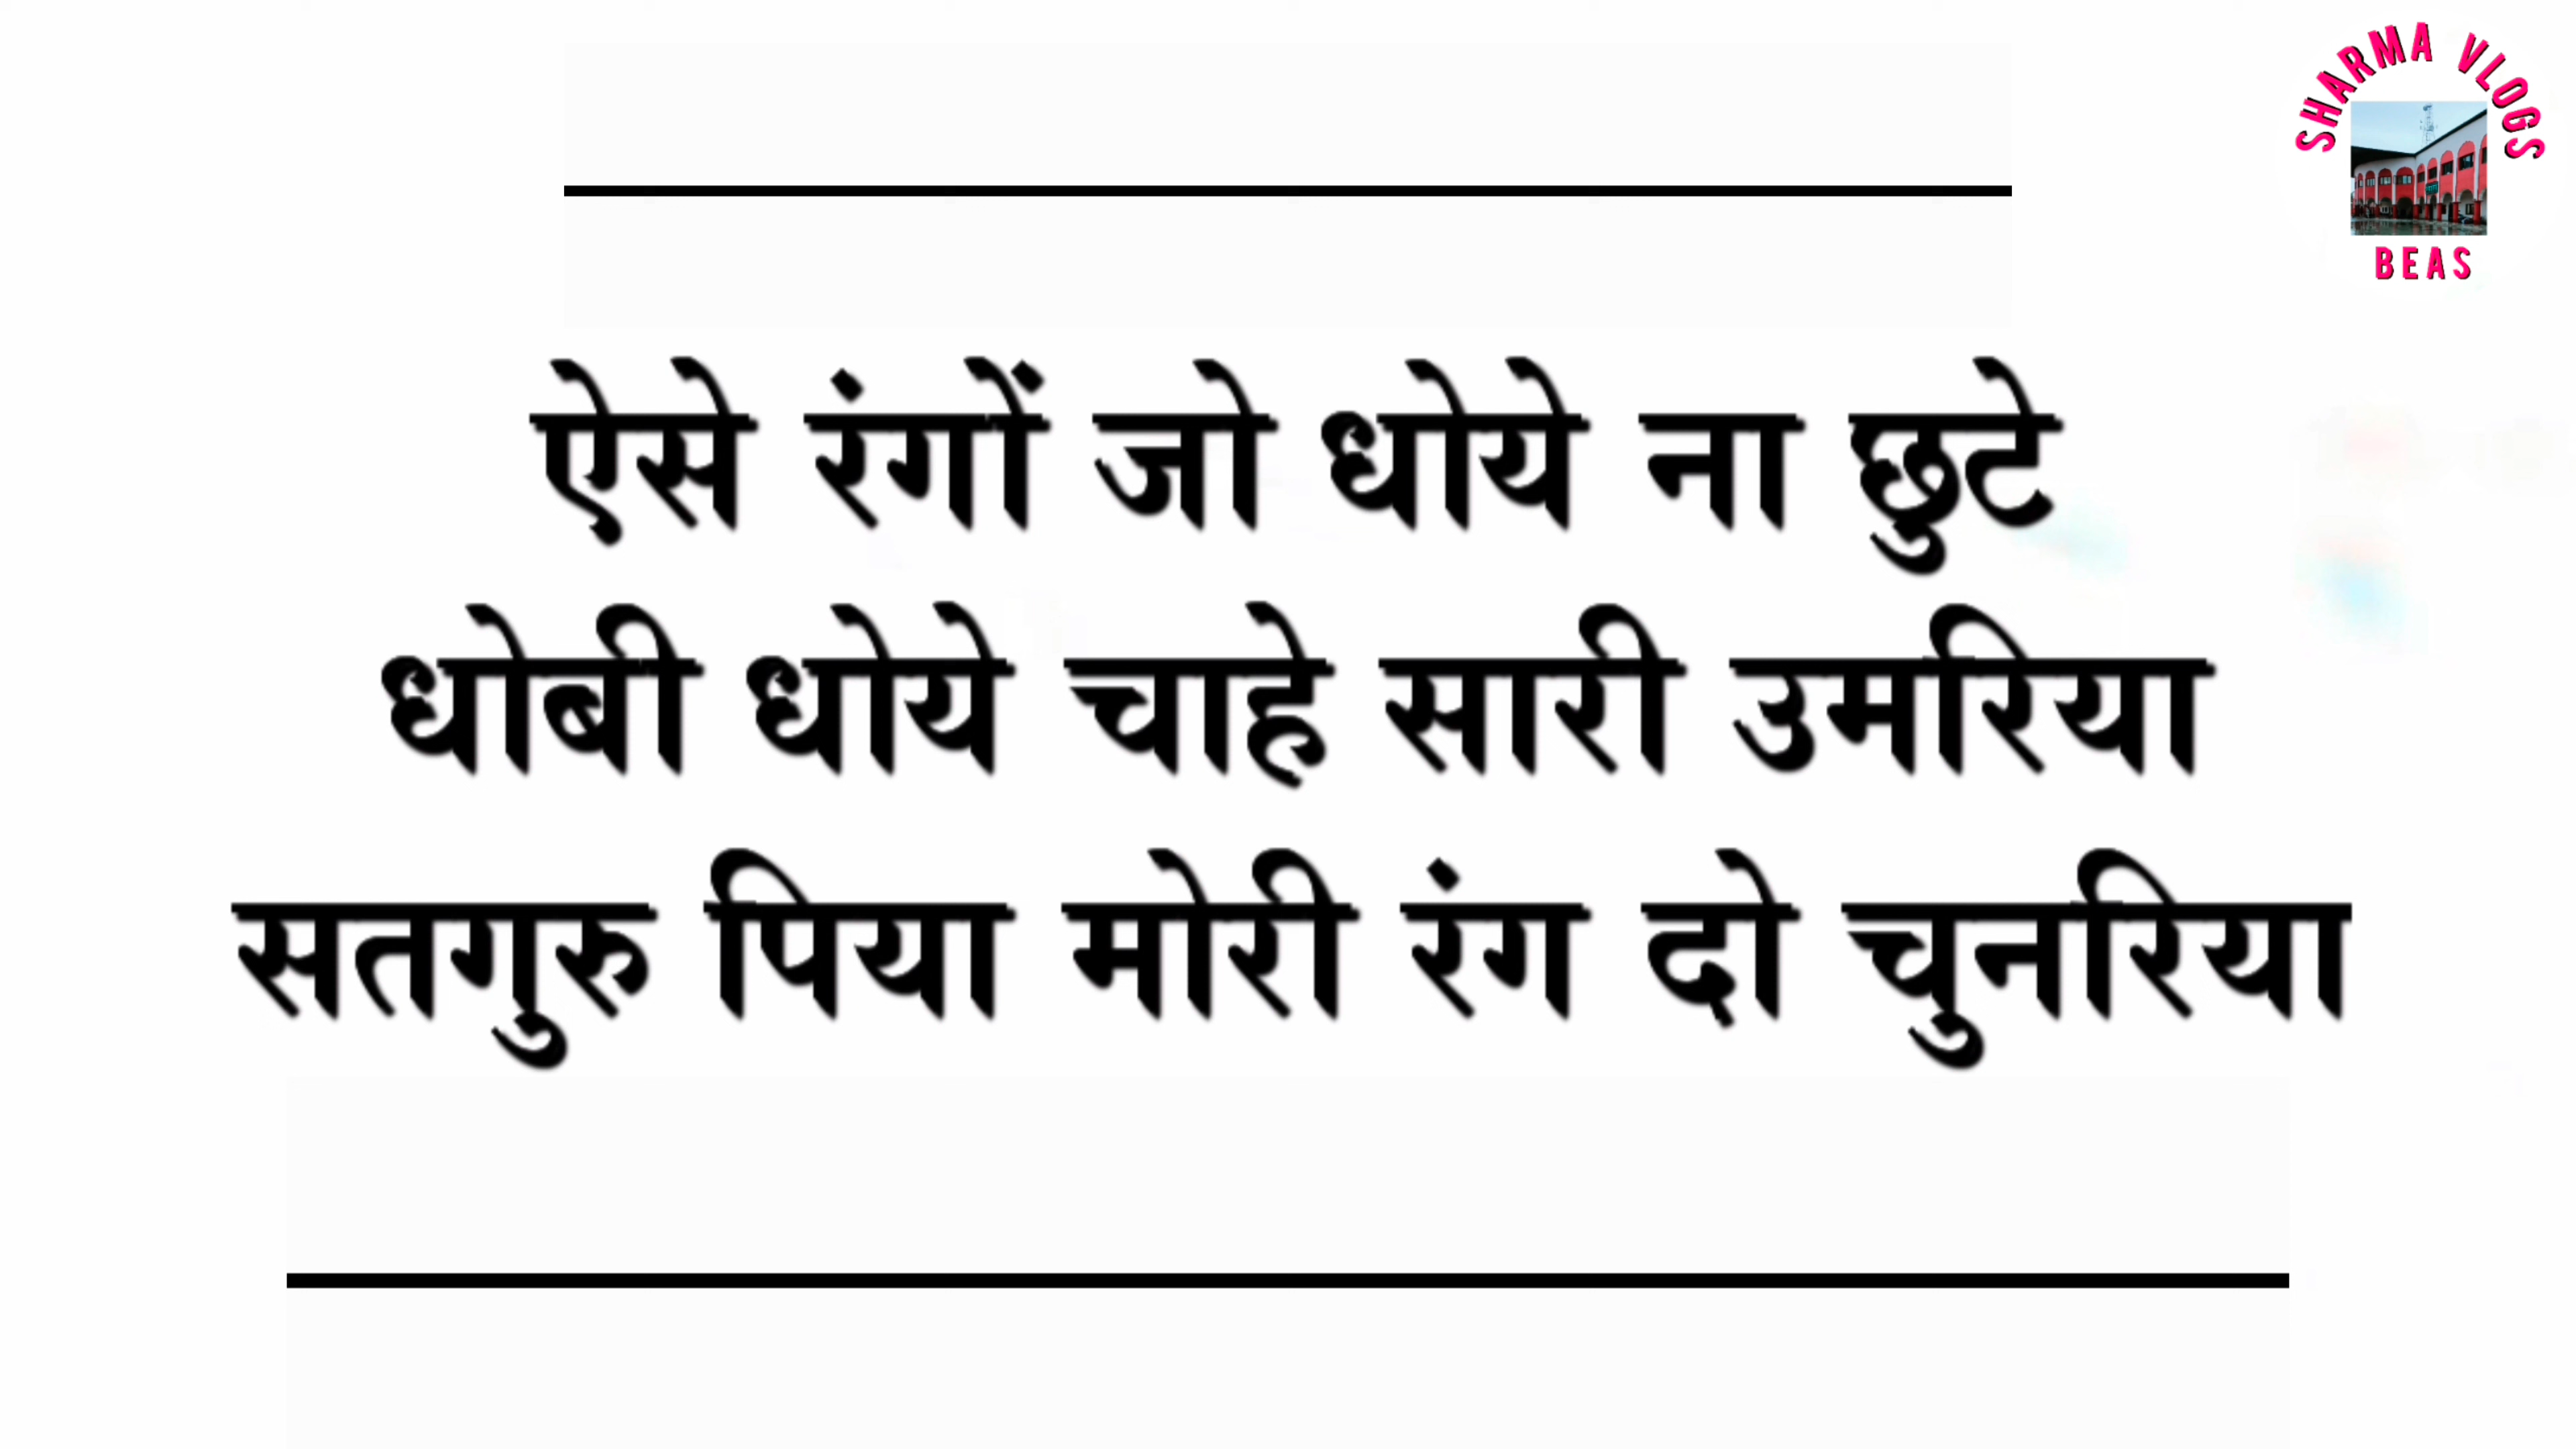 SHARMA VLOGS
BEAS
ऐसे रंगों जो धोये ना छुटे
धोबी धोये चाहे सारी उमरिया
सतगुरु पिया मोरी रंग दो चुनरिया